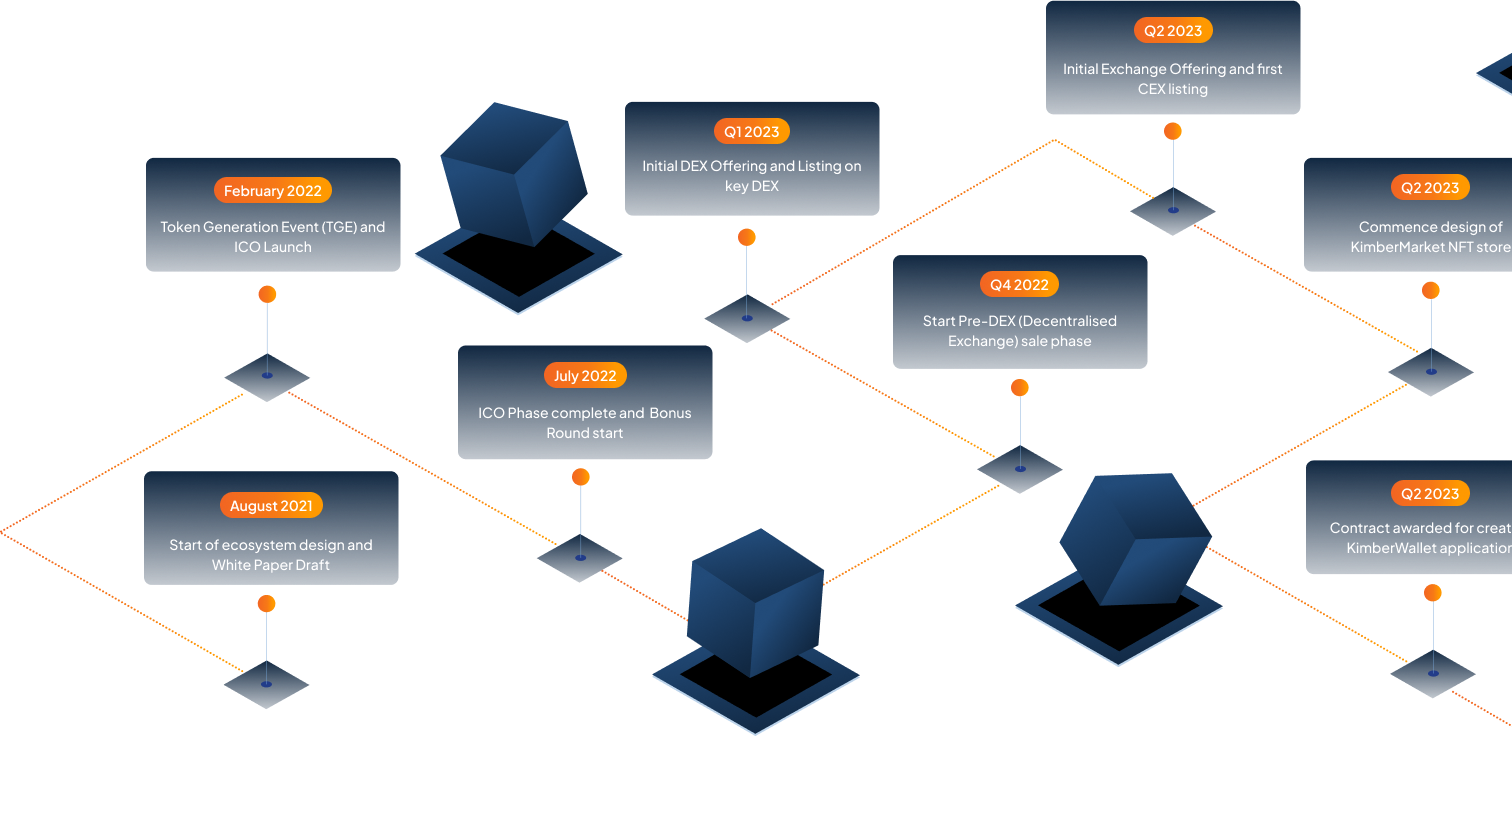 Q2 2023
Initial Exchange Offering and first
CEX listing
Q1 2023
Initial DEX Offering and Listing on
key DEX
February 2022
Token Generation Event (TGE) and
ICO Launch
Q2 2023
Commence design of
KimberMarket NFT store
Q4 2022
Start Pre-DEX (Decentralised
Exchange) sale phase
July 2022
ICO Phase complete and Bonus
Round start
August 2021
Start of ecosystem design and
White Paper Draft
Q2 2023
Contract awarded for creat
KimberWallet application